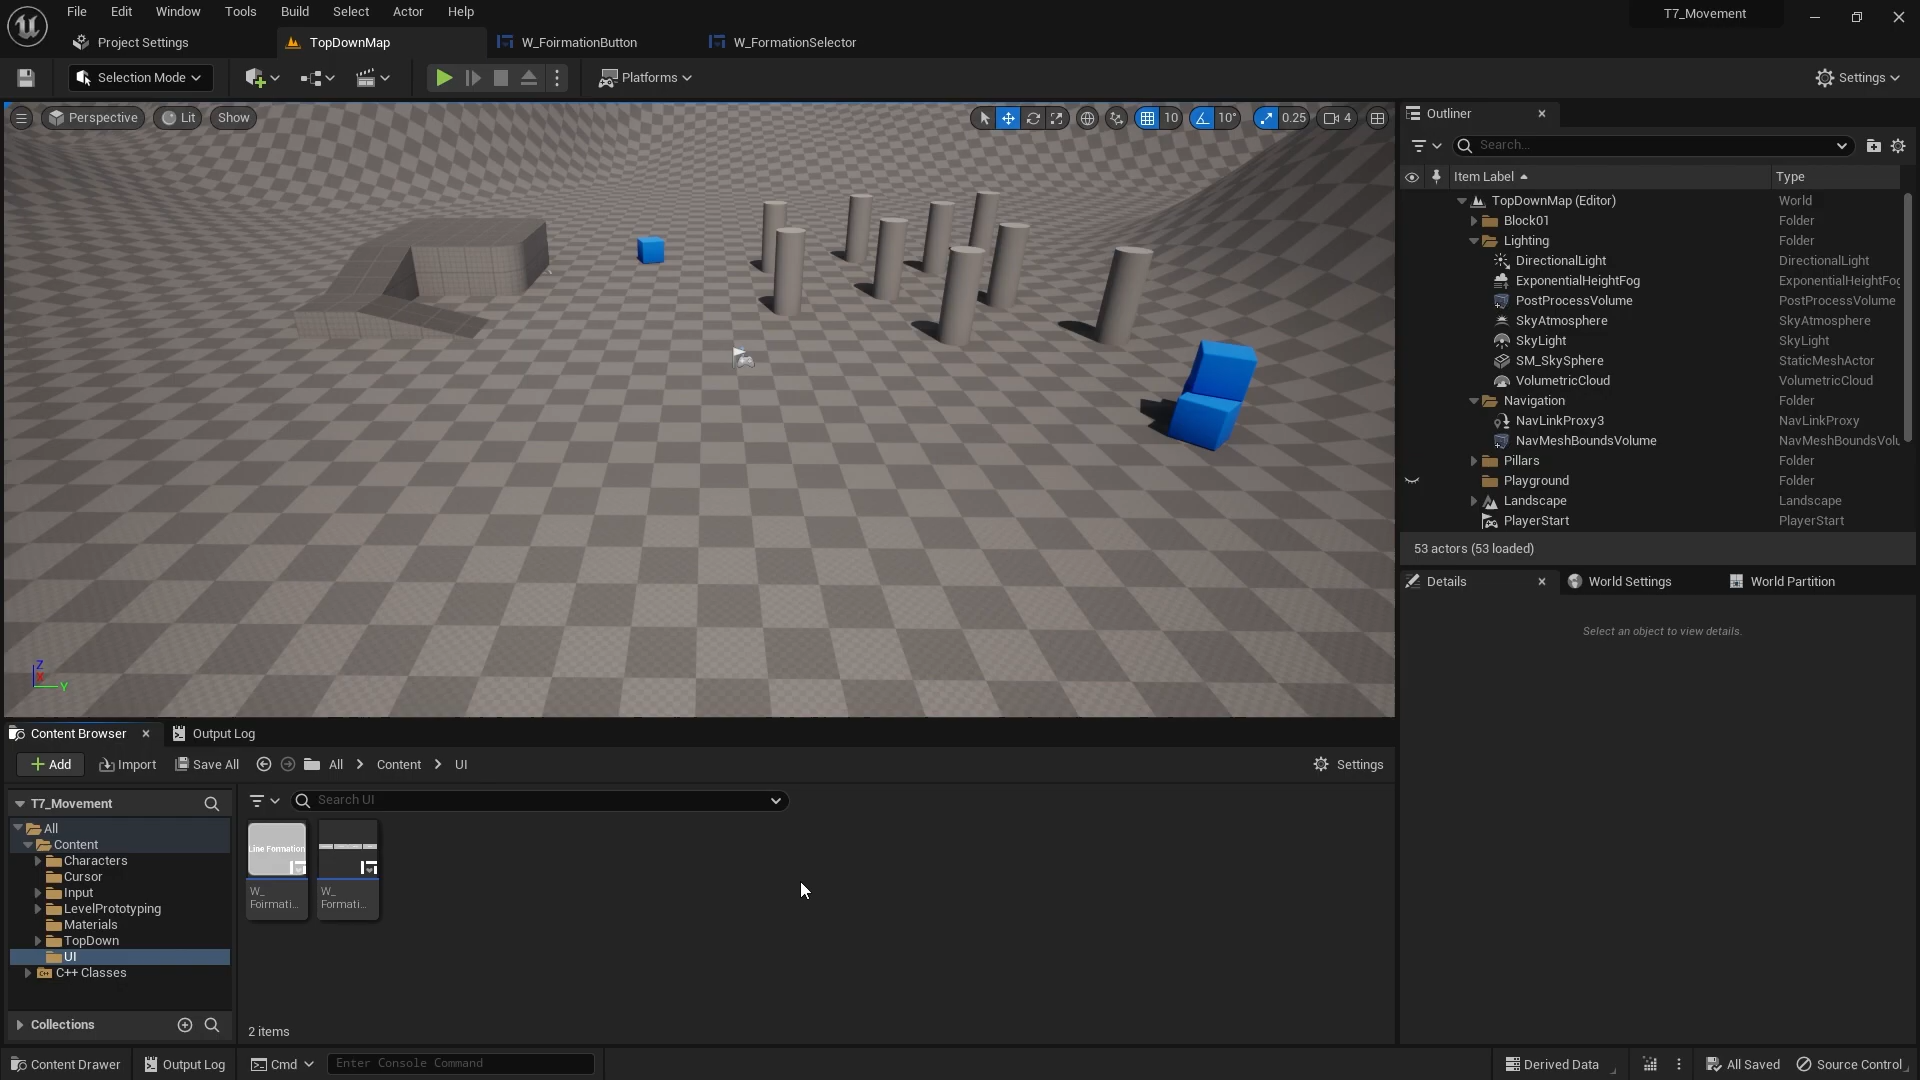 File Edit Window Tools Build Select Actor Help
T7_Movement
Project Settings
TopDownMap
W_FoirmationButton
W_FormationSelector
Selection Mode
Platforms
Settings
Perspective
Lit
Show
10
10°
0.25
4
Outliner
Search...
Item Label
Type
TopDownMap (Editor) World
Block01 Folder
Lighting Folder
DirectionalLight DirectionalLight
ExponentialHeightFog ExponentialHeightFog
PostProcessVolume PostProcessVolume
SkyAtmosphere SkyAtmosphere
SkyLight SkyLight
SM_SkySphere StaticMeshActor
VolumetricCloud VolumetricCloud
Navigation Folder
NavLinkProxy3 NavLinkProxy
NavMeshBoundsVolume NavMeshBoundsVolu
Pillars Folder
Playground Folder
Landscape Landscape
PlayerStart PlayerStart
53 actors (53 loaded)
Details
World Settings
World Partition
Select an object to view details.
Z
X
Y
Content Browser
Output Log
Add
Import
Save All
All
Content
UI
Settings
T7_Movement
Search UI
All
Content
Characters
Cursor
Input
LevelPrototyping
Materials
TopDown
UI
C++ Classes
Collections
Line Formation
W_
Foirmati...
W_
Formati...
2 items
Content Drawer
Output Log
Cmd
Enter Console Command
Derived Data
All Saved
Source Control